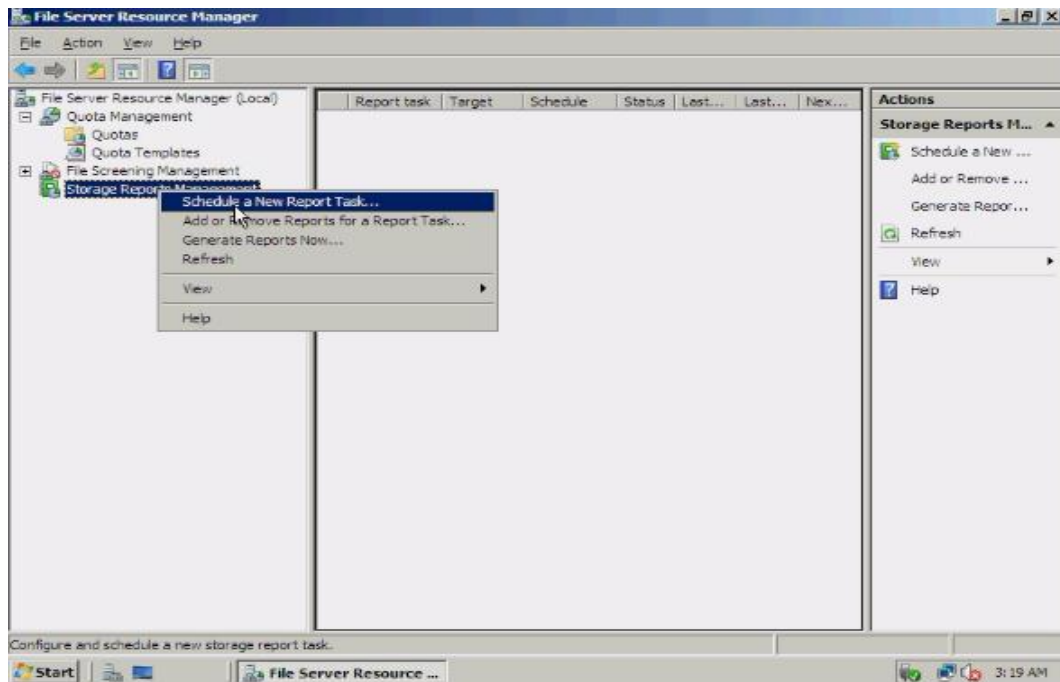 File Server Resource Manager
File Action View Help
File Server Resource Manager (Local)
Quota Management
Quotas
Quota Templates
File Screening Management
Storage Reports Management
Report task Target Schedule Status Last... Last... Nex...
Schedule a New Report Task...
Add or Remove Reports for a Report Task...
Generate Reports Now...
Refresh
View
Help
Actions
Storage Reports M...
Schedule a New ...
Add or Remove ...
Generate Repor...
Refresh
View
Help
Configure and schedule a new storage report task.
Start File Server Resource ... 3:19 AM